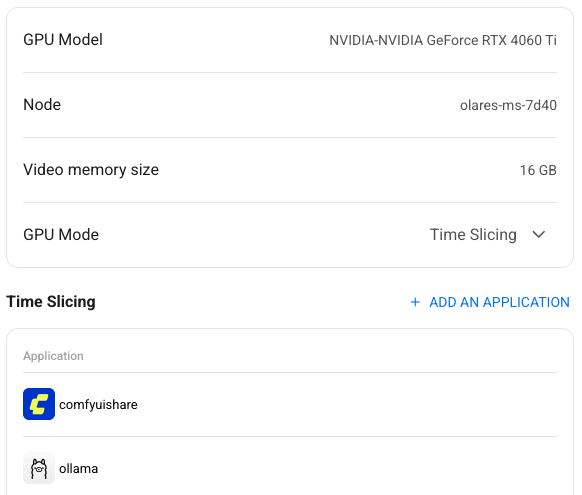 GPU Model NVIDIA-NVIDIA GeForce RTX 4060 Ti
Node olares-ms-7d40
Video memory size 16 GB
GPU Mode Time Slicing
Time Slicing + ADD AN APPLICATION
Application
comfyuishare
ollama